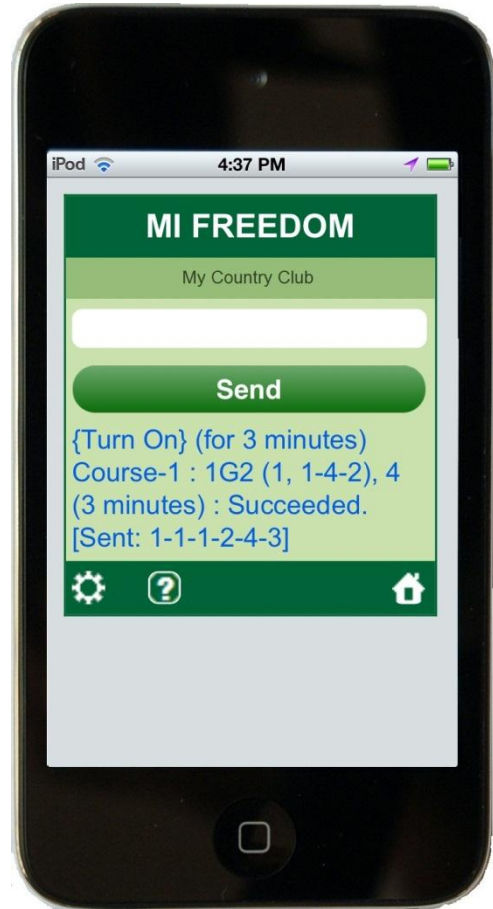 iPod 4:37 PM
MI FREEDOM
My Country Club
Send
{Turn On} (for 3 minutes)
Course-1 : 1G2 (1, 1-4-2), 4
(3 minutes) : Succeeded.
[Sent: 1-1-1-2-4-3]
?